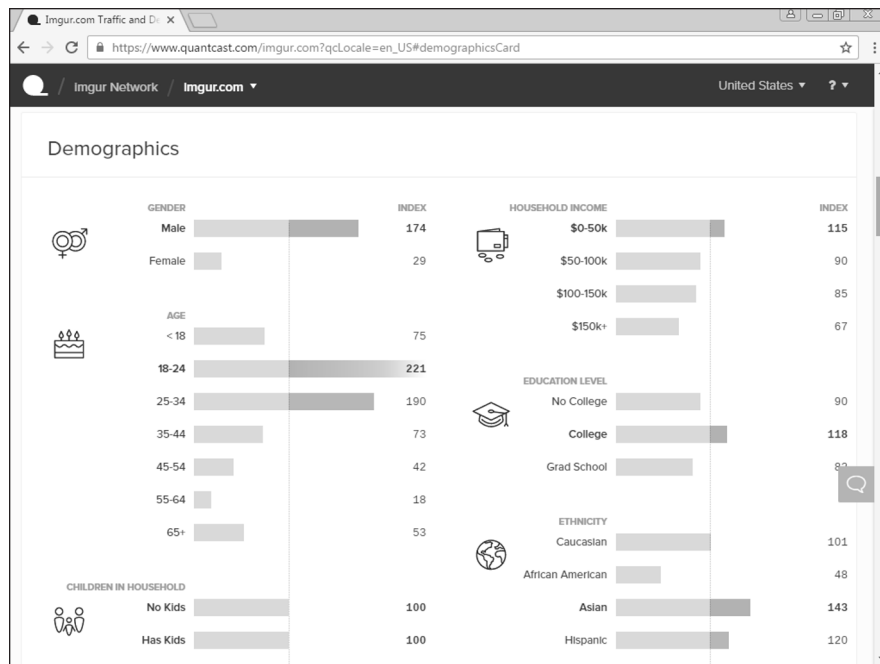 Imgur.com Traffic and De
https://www.quantcast.com/imgur.com?qcLocale=en_US#demographicsCard
/ Imgur Network / Imgur.com
United States
?
Demographics
GENDER INDEX
Male 174
Female 29
AGE
< 18 75
18-24 221
25-34 190
35-44 73
45-54 42
55-64 18
65+ 53
CHILDREN IN HOUSEHOLD
No Kids 100
Has Kids 100
HOUSEHOLD INCOME INDEX
$0-50k 115
$50-100k 90
$100-150k 85
$150k+ 67
EDUCATION LEVEL
No College 90
College 118
Grad School
ETHNICITY
Caucasian 101
African American 48
Asian 143
Hispanic 120